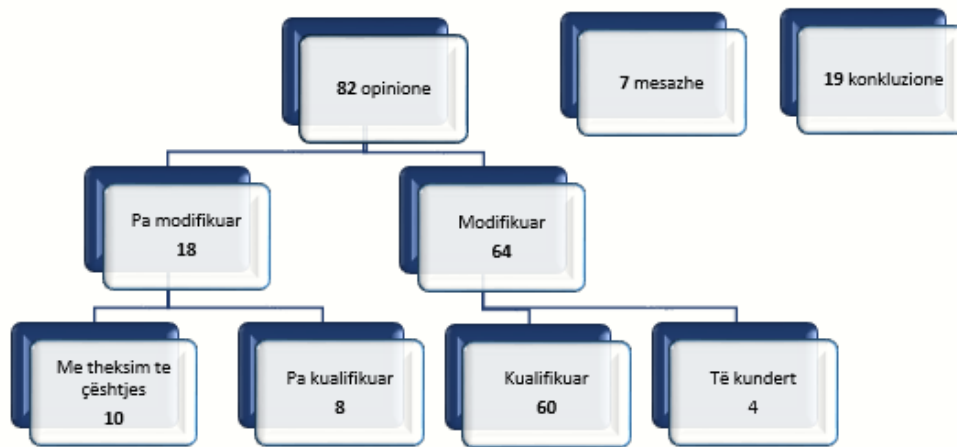 82 opinione
7 mesazhe
19 konkluzione
Pa modifikuar
18
Modifikuar
64
Me theksim te
çështjes
10
Pa kualifikuar
8
Kualifikuar
60
Të kundert
4